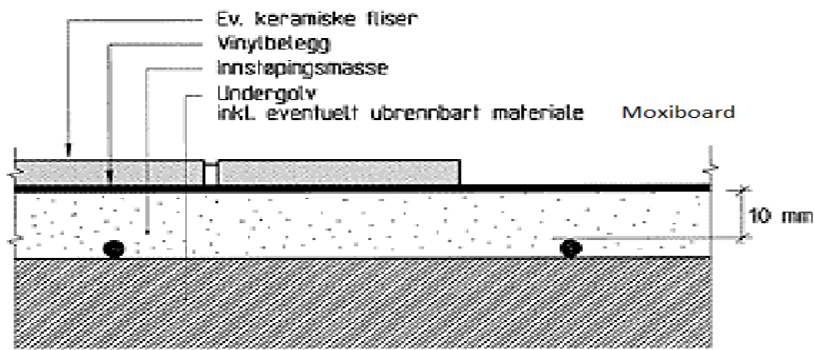 Ev. keramiske fliser
Vinylbelegg
Innstøpingsmasse
Undergolv
inkl. eventuelt ubrennbart materiale Moxiboard
10 mm